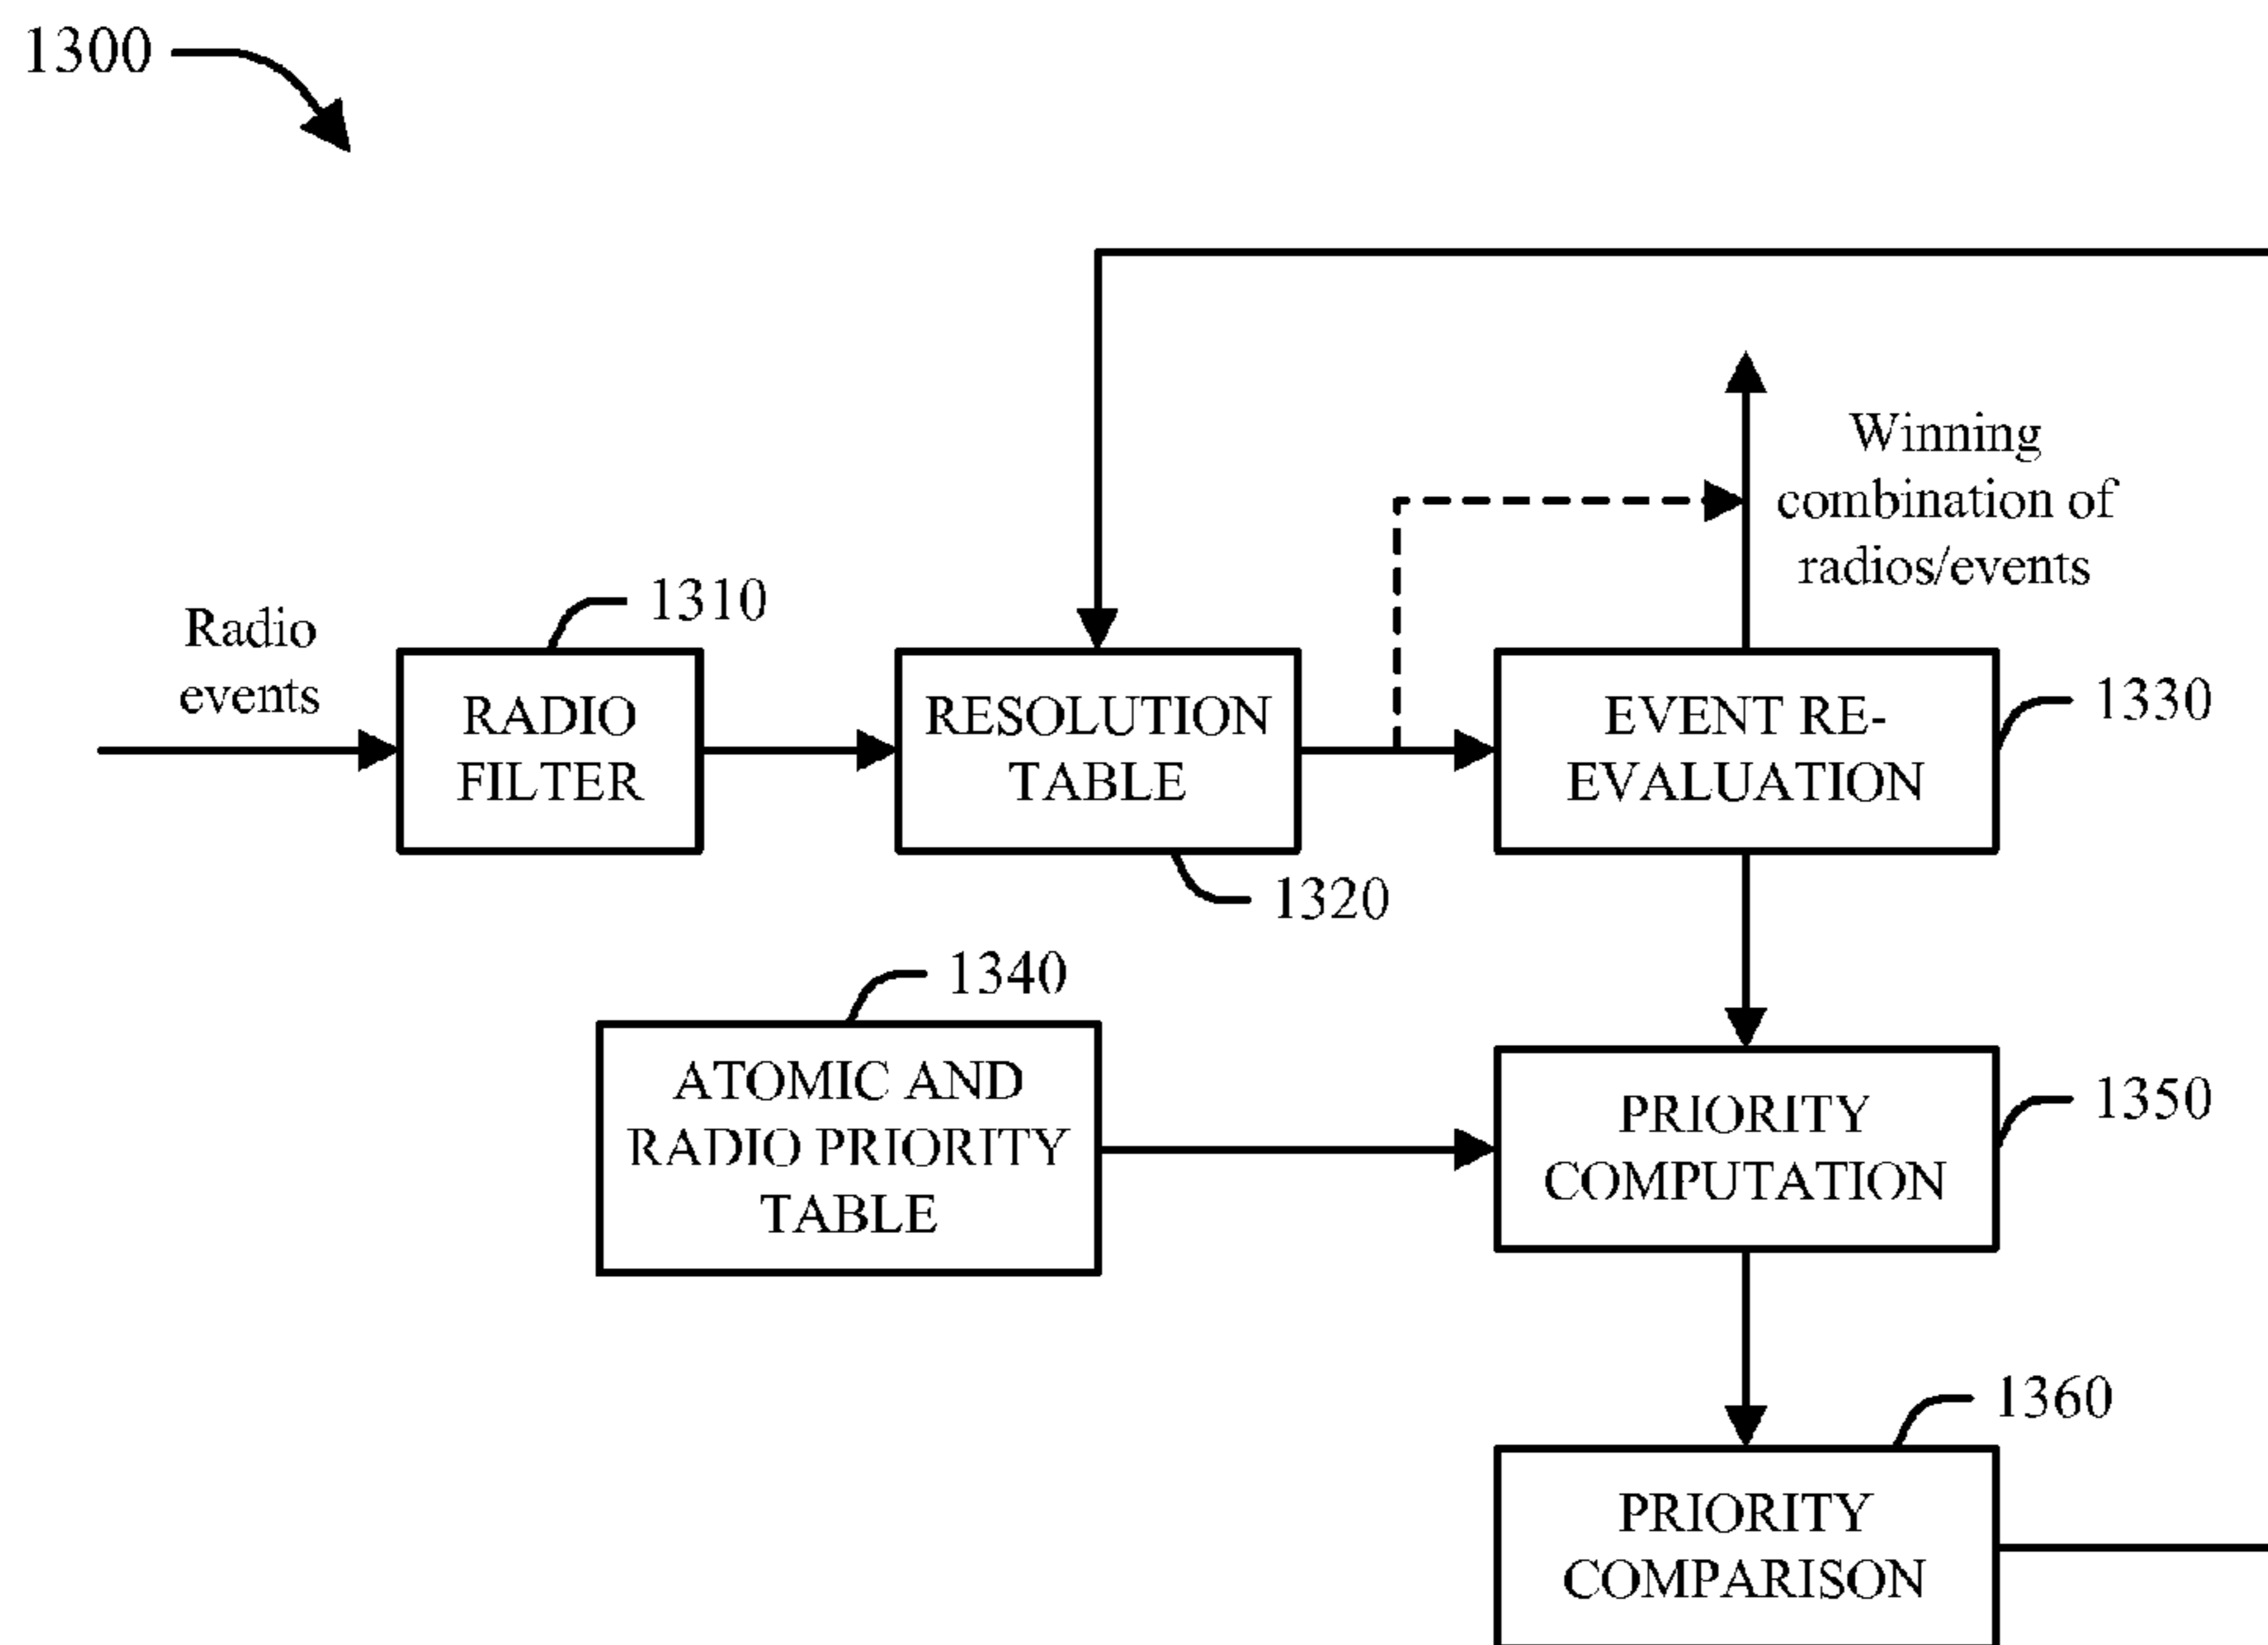 1300
Winning
combination of
radios/events
1310
Radio
events
RADIO
FILTER
RESOLUTION
TABLE
EVENT RE-
EVALUATION
1330
1320
1340
ATOMIC AND
RADIO PRIORITY
TABLE
PRIORITY
COMPUTATION
1350
1360
PRIORITY
COMPARISON